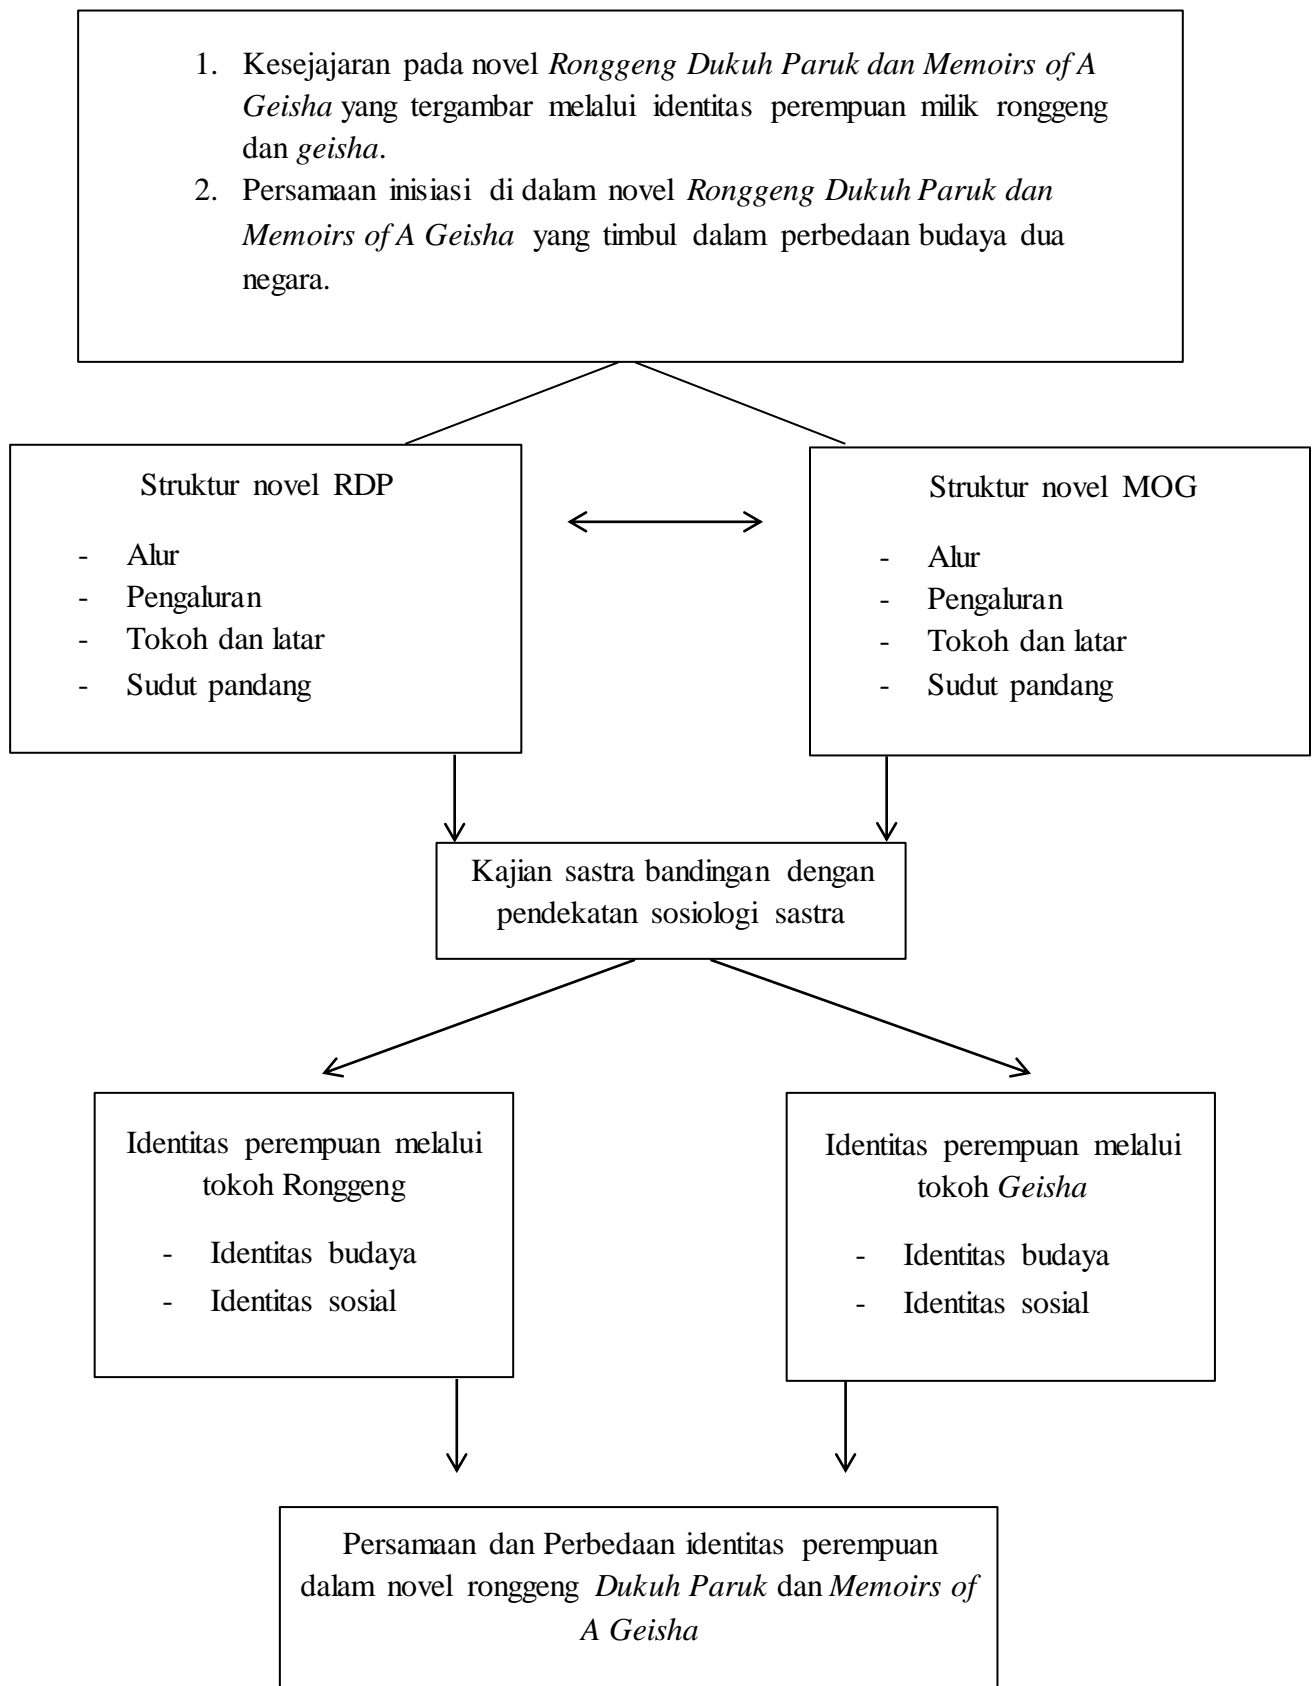 1. Kesejajaran pada novel Ronggeng Dukuh Paruk dan Memoirs of A
Geisha yang tergambar melalui identitas perempuan milik ronggeng
dan geisha.
2. Persamaan inisiasi di dalam novel Ronggeng Dukuh Paruk dan
Memoirs of A Geisha yang timbul dalam perbedaan budaya dua
negara.
Struktur novel RDP
- Alur
- Pengaluran
- Tokoh dan latar
- Sudut pandang
Struktur novel MOG
- Alur
- Pengaluran
- Tokoh dan latar
- Sudut pandang
Kajian sastra bandingan dengan
pendekatan sosiologi sastra
Identitas perempuan melalui
tokoh Ronggeng
- Identitas budaya
- Identitas sosial
Identitas perempuan melalui
tokoh Geisha
- Identitas budaya
- Identitas sosial
Persamaan dan Perbedaan identitas perempuan
dalam novel ronggeng Dukuh Paruk dan Memoirs of
A Geisha